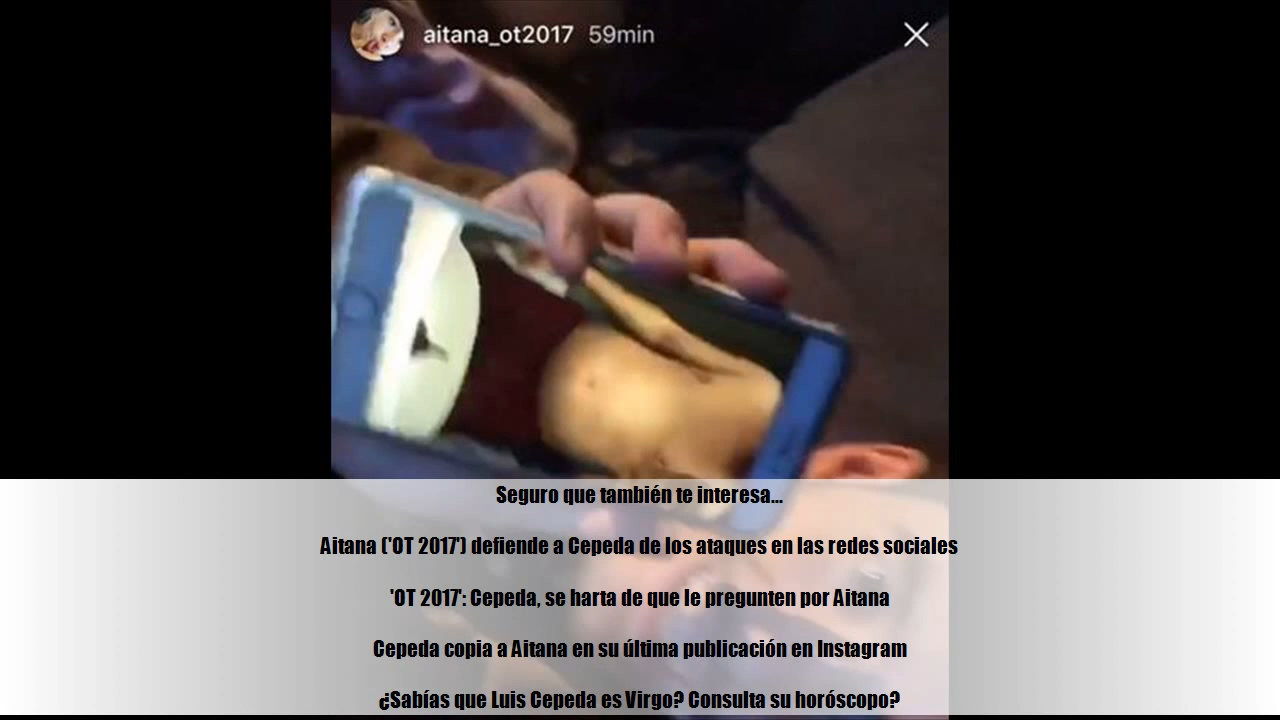 aitana_ot2017 59min
Seguro que también te interesa...
Aitana ('OT 2017') defiende a Cepeda de los ataques en las redes sociales
'OT 2017': Cepeda, se harta de que le pregunten por Aitana
Cepeda copia a Aitana en su última publicación en Instagram
¿Sabías que Luis Cepeda es Virgo? Consulta su horóscopo?